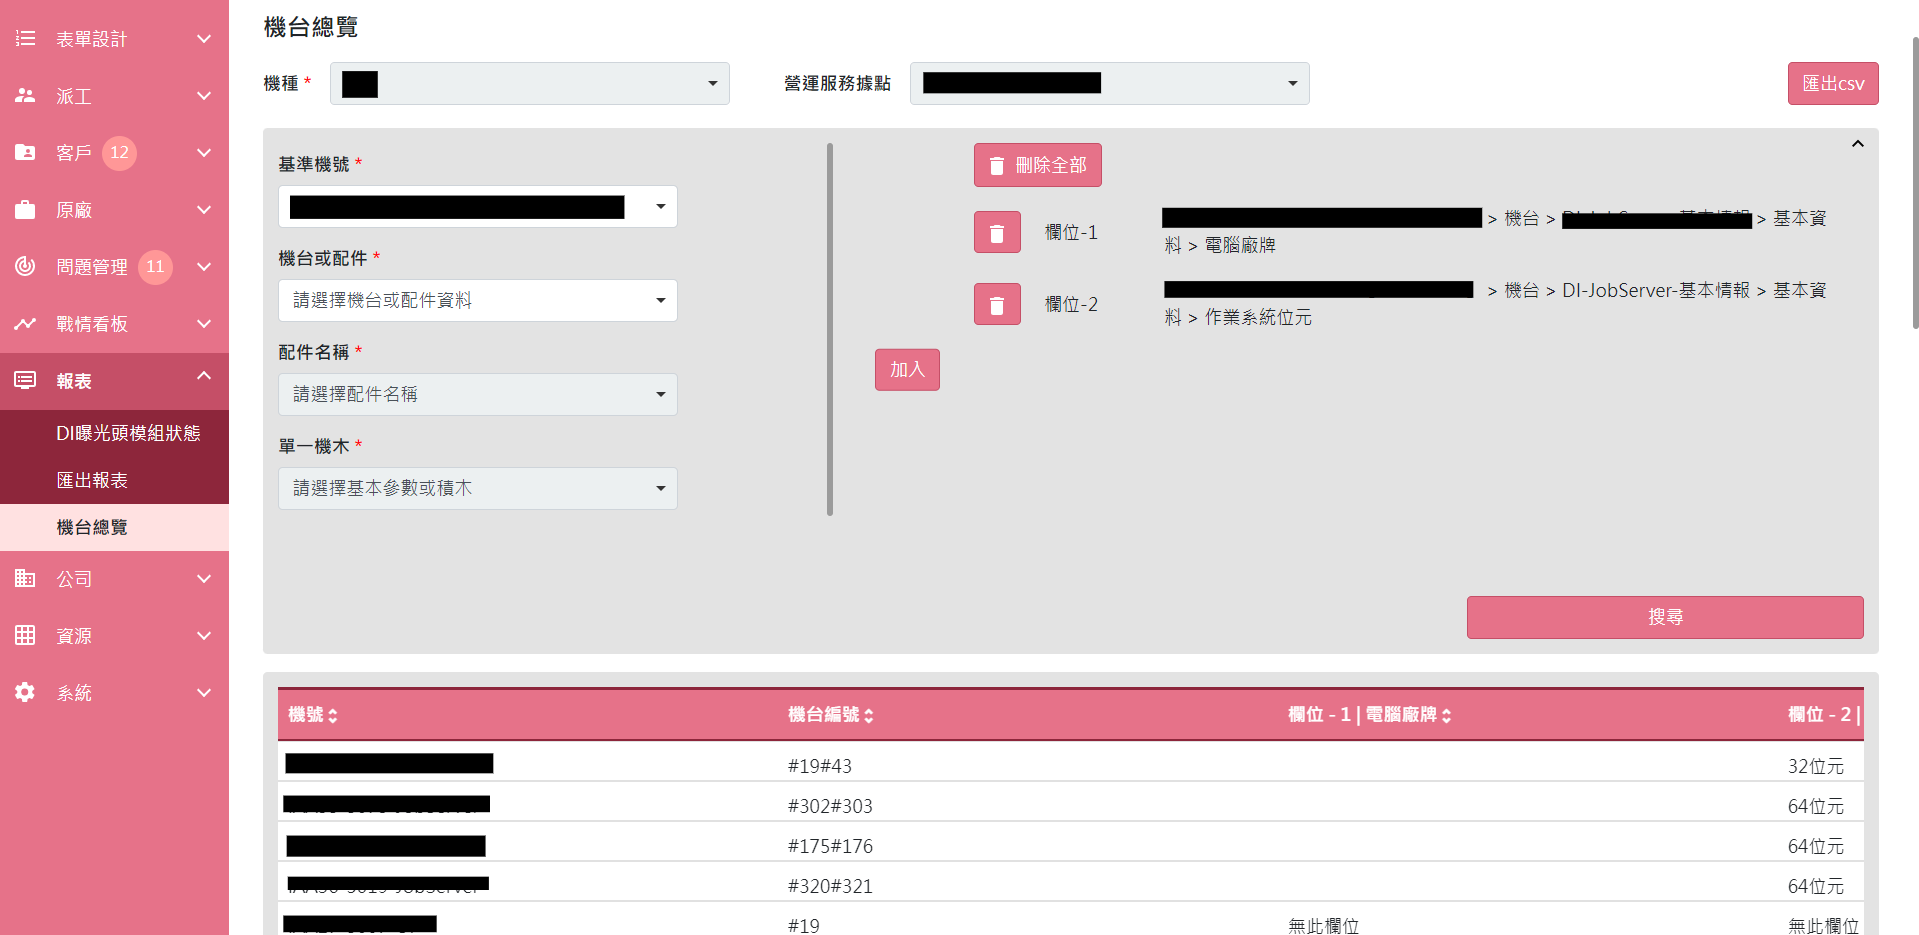 表單設計
派工
客戶 12
原廠
問題管理 11
戰情看板
報表
DI曝光頭模組狀態
匯出報表
機台總覽
公司
資源
系統
機台總覽
機種 *
營運服務據點
匯出csv
基準機號 *
機台或配件 *
請選擇機台或配件資料
配件名稱 *
請選擇配件名稱
單一機木 *
請選擇基本參數或積木
加入
刪除全部
欄位-1
> 機台 > > 基本資
料 > 電腦廠牌
欄位-2
> 機台 > DI-JobServer-基本情報 > 基本資
料 > 作業系統位元
搜尋
機號 機台編號 欄位 - 1 | 電腦廠牌 欄位 - 2 |
#19#43 32位元
#302#303 64位元
#175#176 64位元
#320#321 64位元
#19 無此欄位 無此欄位